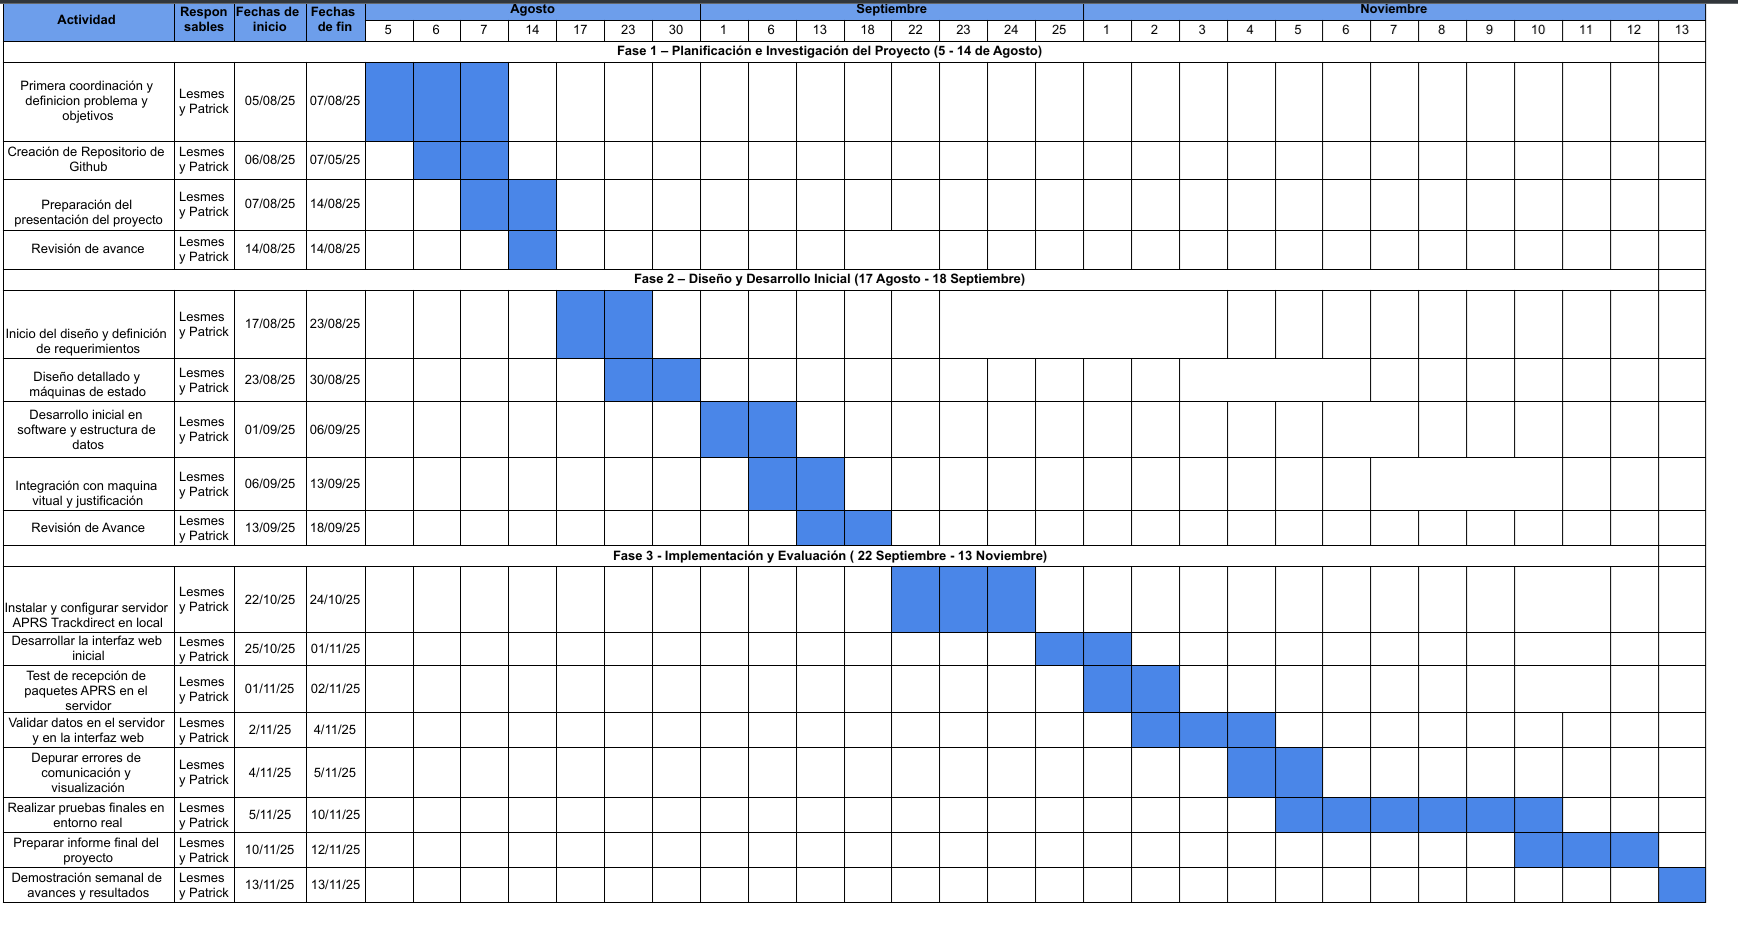 Actividad
Respon
sables
Fechas de
inicio
Fechas
de fin
Agosto
Septiembre
Noviembre
5 6 7 14 17 23 30 1 6 13 18 22 23 24 25 1 2 3 4 5 6 7 8 9 10 11 12 13
Fase 1 – Planificación e Investigación del Proyecto (5 - 14 de Agosto)
Primera coordinación y
definicion problema y
objetivos
Lesmes
y Patrick
05/08/25
07/08/25
Creación de Repositorio de
Github
Lesmes
y Patrick
06/08/25
07/05/25
Preparación del
presentación del proyecto
Lesmes
y Patrick
07/08/25
14/08/25
Revisión de avance
Lesmes
y Patrick
14/08/25
14/08/25
Fase 2 – Diseño y Desarrollo Inicial (17 Agosto - 18 Septiembre)
Inicio del diseño y definición
de requerimientos
Lesmes
y Patrick
17/08/25
23/08/25
Diseño detallado y
máquinas de estado
Lesmes
y Patrick
23/08/25
30/08/25
Desarrollo inicial en
software y estructura de
datos
Lesmes
y Patrick
01/09/25
06/09/25
Integración con maquina
vitual y justificación
Lesmes
y Patrick
06/09/25
13/09/25
Revisión de Avance
Lesmes
y Patrick
13/09/25
18/09/25
Fase 3 - Implementación y Evaluación ( 22 Septiembre - 13 Noviembre)
Instalar y configurar servidor
APRS Trackdirect en local
Lesmes
y Patrick
22/10/25
24/10/25
Desarrollar la interfaz web
inicial
Lesmes
y Patrick
25/10/25
01/11/25
Test de recepción de
paquetes APRS en el
servidor
Lesmes
y Patrick
01/11/25
02/11/25
Validar datos en el servidor
y en la interfaz web
Lesmes
y Patrick
2/11/25
4/11/25
Depurar errores de
comunicación y
visualización
Lesmes
y Patrick
4/11/25
5/11/25
Realizar pruebas finales en
entorno real
Lesmes
y Patrick
5/11/25
10/11/25
Preparar informe final del
proyecto
Lesmes
y Patrick
10/11/25
12/11/25
Demostración semanal de
avances y resultados
Lesmes
y Patrick
13/11/25
13/11/25